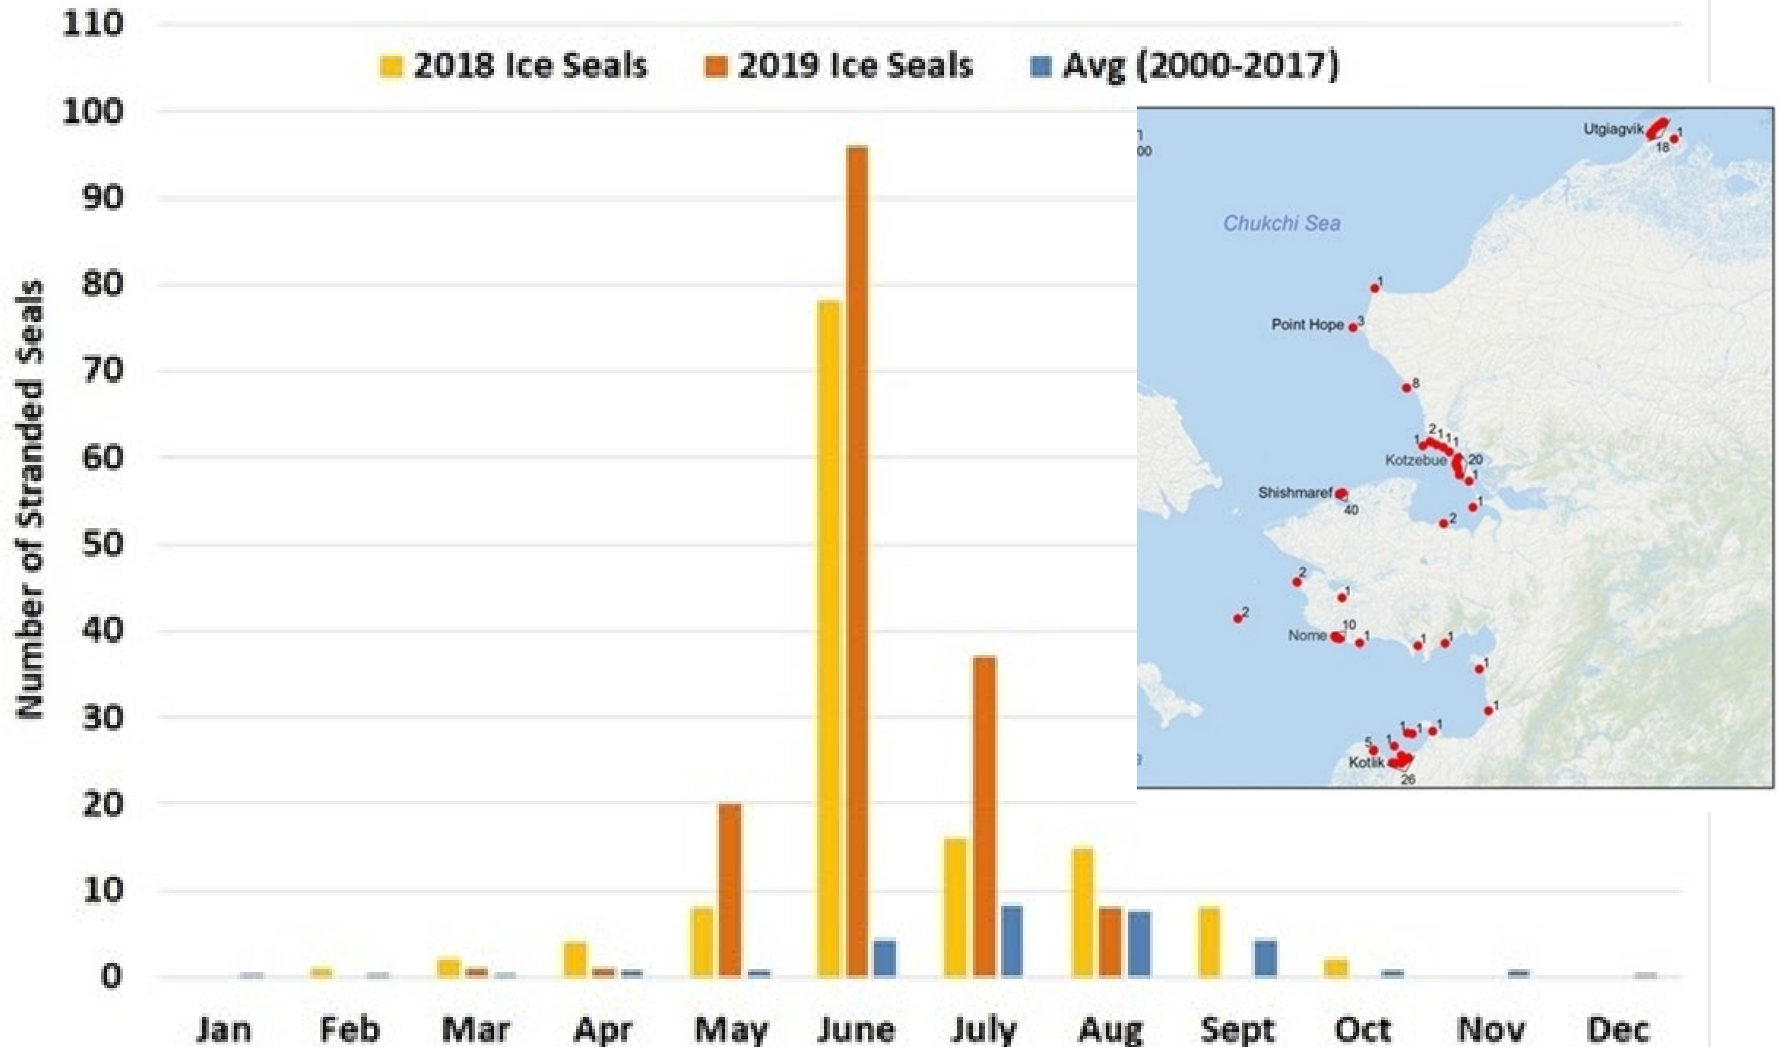 110
2018 Ice Seals 2019 Ice Seals Avg (2000-2017)
100
90
80
70
60
50
40
30
20
10
0
Number of Stranded Seals
Jan Feb Mar Apr May June July Aug Sept Oct Nov Dec
00
Utgiagvik
18
1
Chukchi Sea
1
Point Hope 3
8
1 2 1 1 1 1
Kotzebue 20
1
Shishmaref
40
1
2
2
1
2
Nome 10
1
1
1
1
1
1 1 1
5 1
Kotlik
26